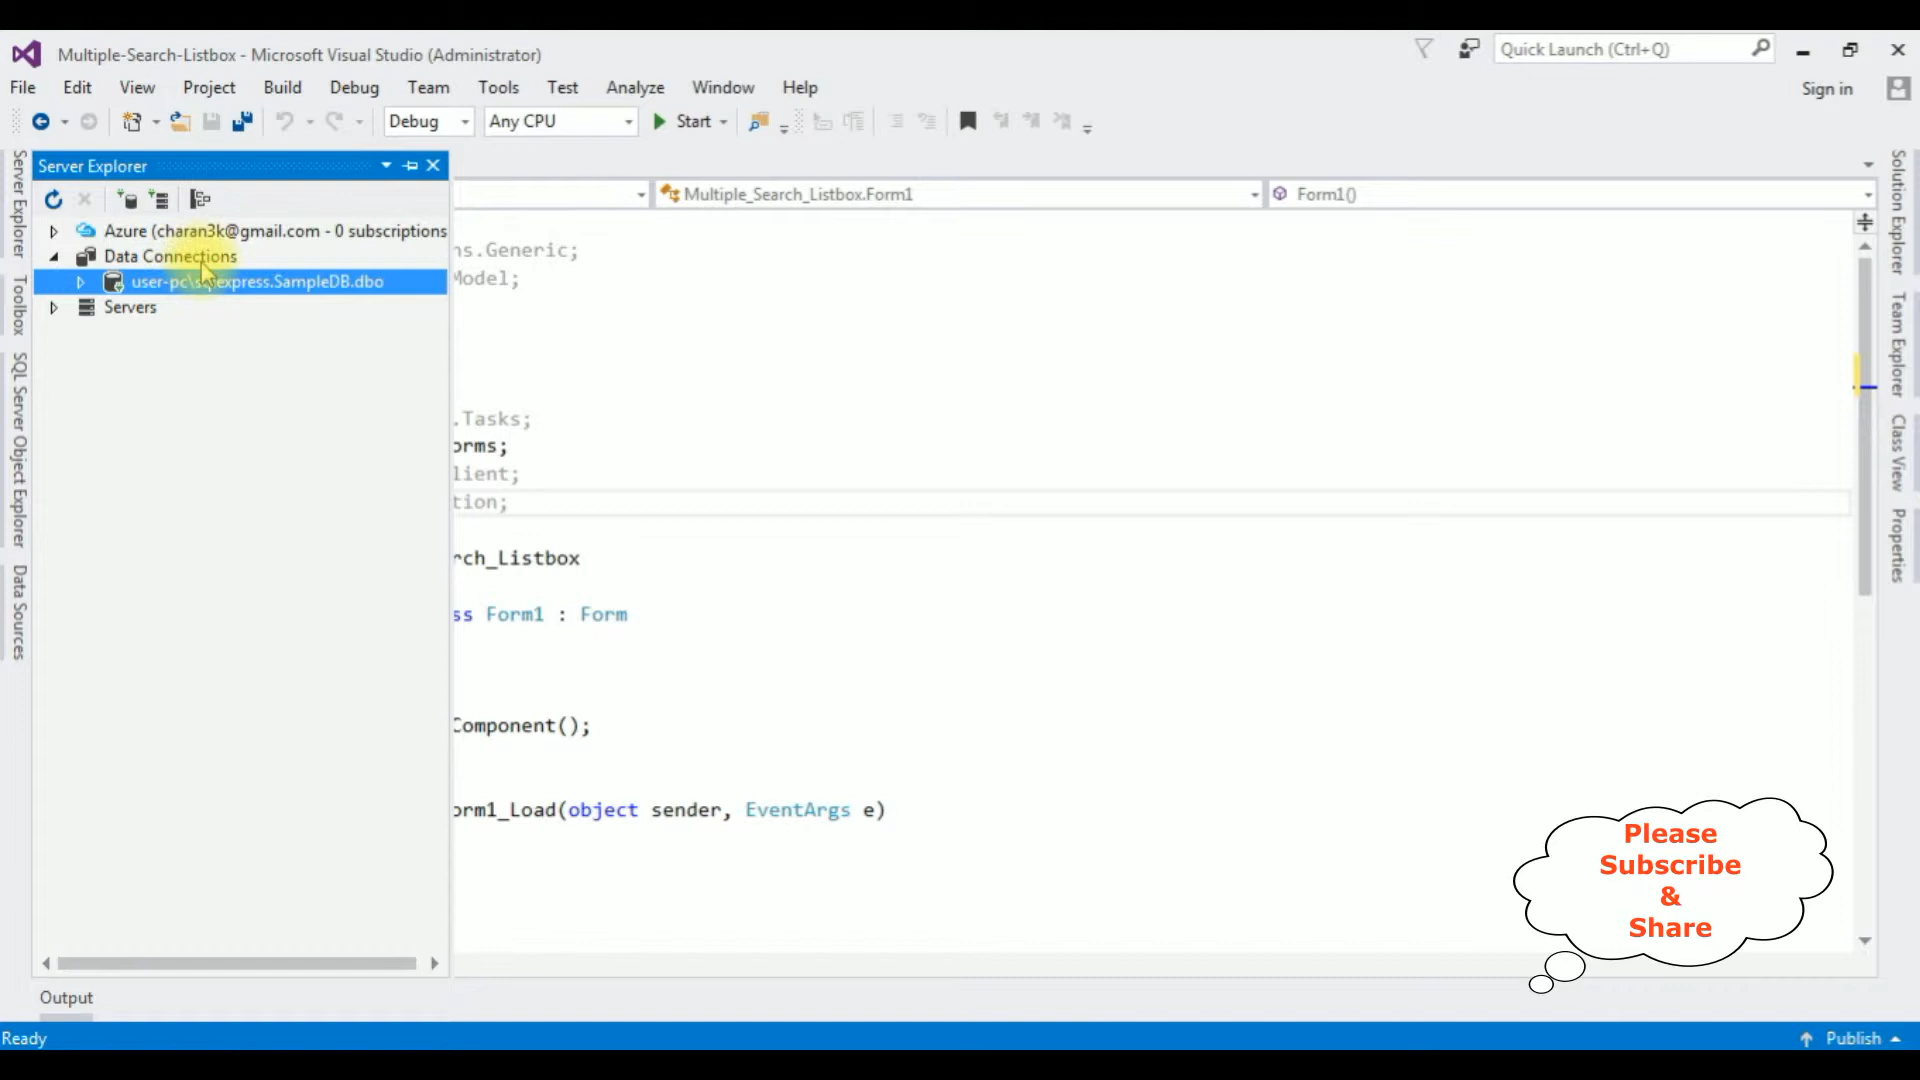 Multiple-Search-Listbox - Microsoft Visual Studio (Administrator)
Quick Launch (Ctrl+Q)
File Edit View Project Build Debug Team Tools Test Analyze Window Help
Sign in
Debug
Any CPU
Start
Server Explorer
Toolbox
SQL Server Object Explorer
Data Sources
Server Explorer
Azure (charan3k@gmail.com - 0 subscriptions
Data Connections
express.SampleDB.dbo
Servers
Multiple_Search_Listbox.Form1
Form1()
ns.Generic;
Model;
.Tasks;
orms;
lient;
tion;
rch_Listbox
ss Form1 : Form
Component();
orm1_Load(object sender, EventArgs e)
Solution Explorer
Team Explorer
Class View
Properties
Please
Subscribe
&
Share
Output
Ready
Publish